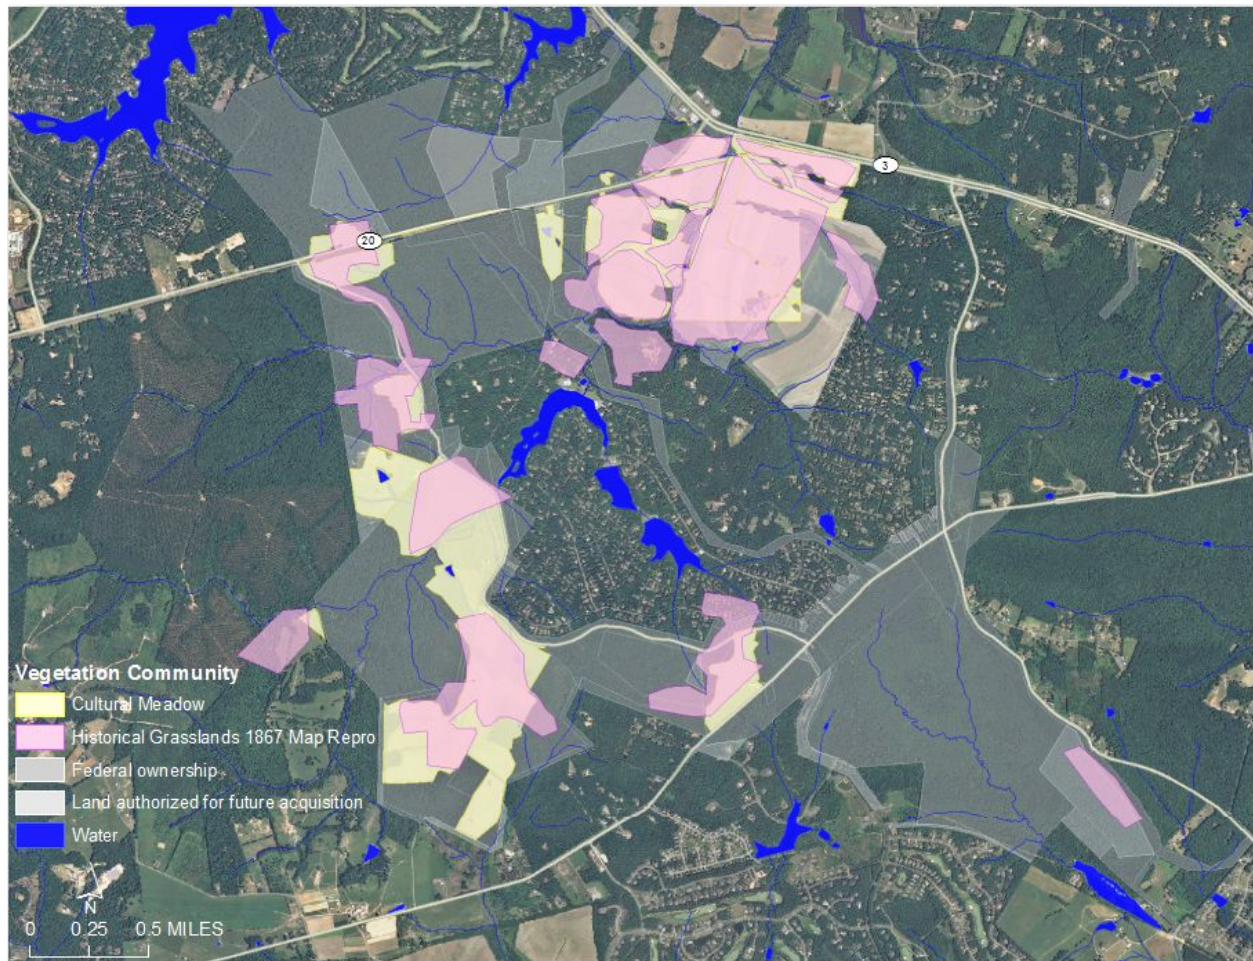 3
20
Vegetation Community
Cultural Meadow
Historical Grasslands 1867 Map Repro
Federal ownership
Land authorized for future acquisition
Water
N
0 0.25 0.5 MILES